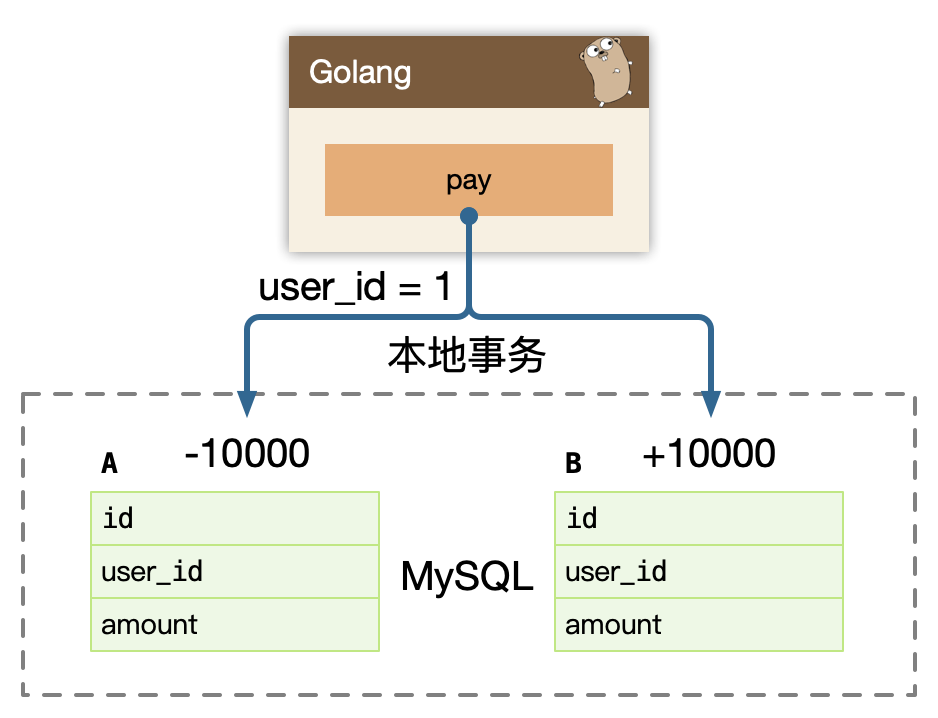 Golang
pay
user_id = 1
本地事务
A
-10000
B
+10000
id
user_id
amount
MySQL
id
user_id
amount